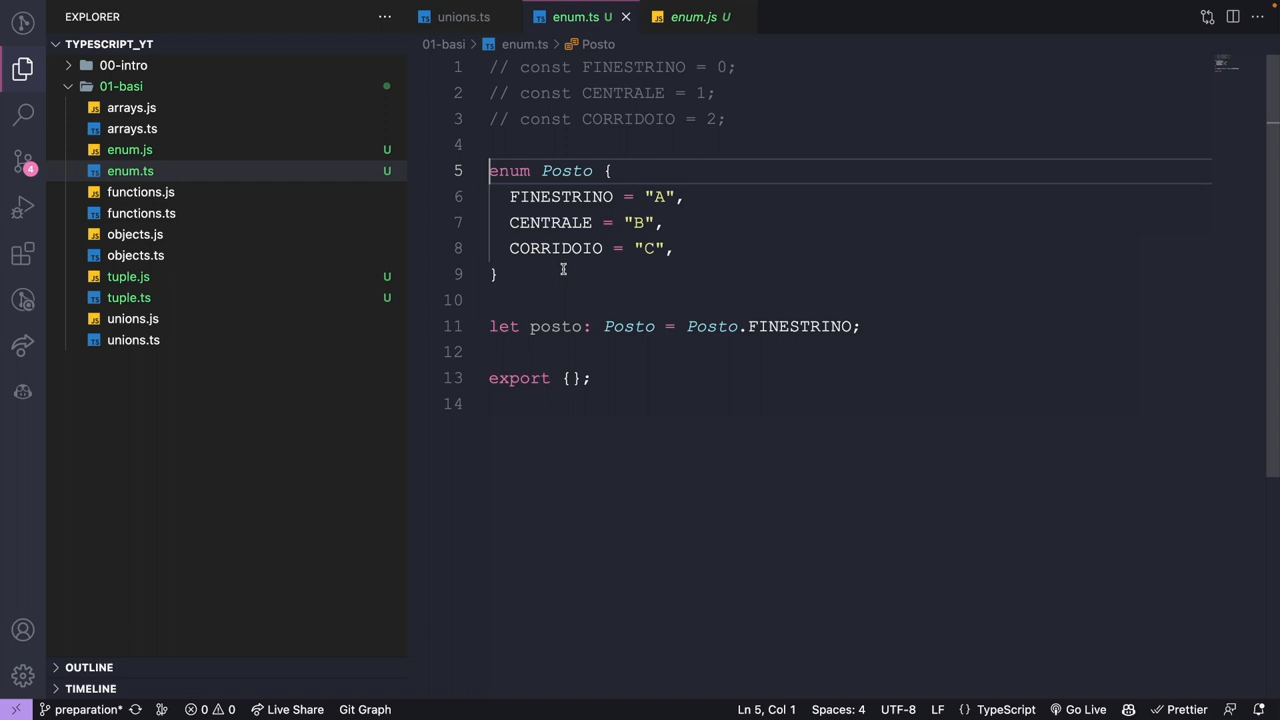 EXPLORER
unions.ts
enum.ts U
enum.js U
TYPESCRIPT_YT
00-intro
01-basi
arrays.js
arrays.ts
enum.js U
enum.ts U
functions.js
functions.ts
objects.js
objects.ts
tuple.js U
tuple.ts U
unions.js
unions.ts
4
OUTLINE
TIMELINE
01-basi > enum.ts > Posto
1 // const FINESTRINO = 0;
2 // const CENTRALE = 1;
3 // const CORRIDOIO = 2;
4
5 enum Posto {
6 FINESTRINO = "A",
7 CENTRALE = "B",
8 CORRIDOIO = "C",
9 }
10
11 let posto: Posto = Posto.FINESTRINO;
12
13 export {};
14
preparation* 0 0 Live Share Git Graph Ln 5, Col 1 Spaces: 4 UTF-8 LF {} TypeScript Go Live Prettier